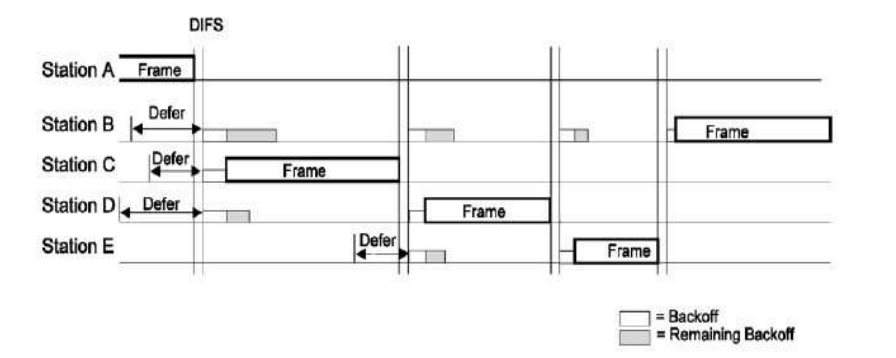 DIFS
Station A Frame
Station B Defer Frame
Station C Defer Frame
Station D Defer Frame
Station E Defer Frame
= Backoff
= Remaining Backoff